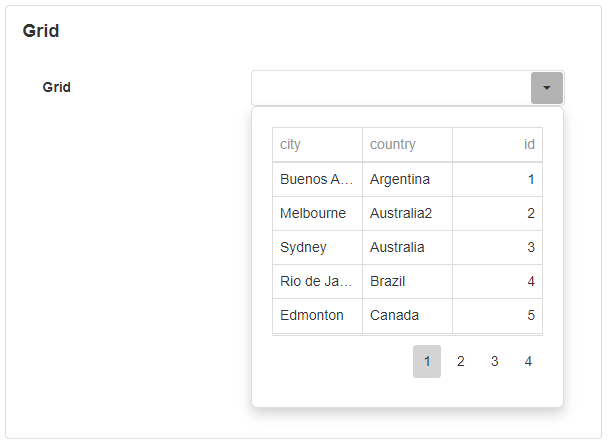 Grid
Grid
city country id
Buenos A... Argentina 1
Melbourne Australia2 2
Sydney Australia 3
Rio de Ja... Brazil 4
Edmonton Canada 5
1 2 3 4